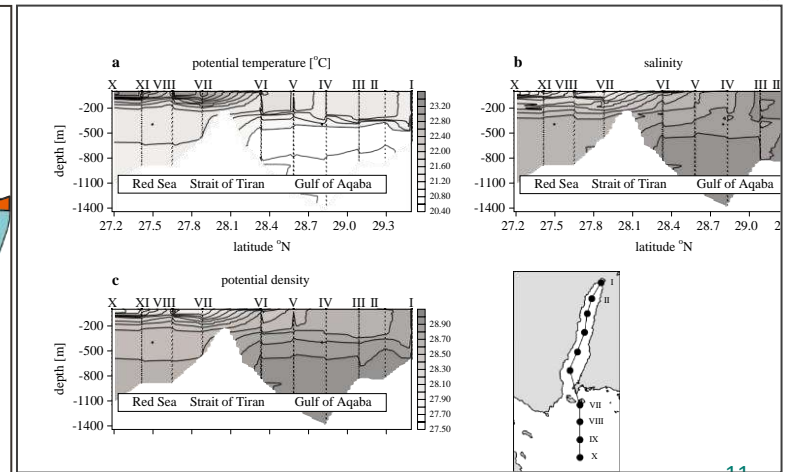 a potential temperature [°C]
X XI VIII VII VI V IV III II I
-200
-500
-800
-1100
-1400
depth [m]
23.20
22.80
22.40
22.00
21.60
21.20
20.80
20.40
Red Sea Strait of Tiran Gulf of Aqaba
27.2 27.5 27.8 28.1 28.4 28.7 29.0 29.3
latitude °N
b salinity
X XI VIII VII VI V IV III II
-200
-500
-800
-1100
-1400
Red Sea Strait of Tiran Gulf of Aqaba
27.2 27.5 27.8 28.1 28.4 28.7 29.0 2
latitude °N
c potential density
X XI VIII VII VI V IV III II I
-200
-500
-800
-1100
-1400
depth [m]
28.90
28.70
28.50
28.30
28.10
27.90
27.70
27.50
Red Sea Strait of Tiran Gulf of Aqaba
I
II
VII
VIII
IX
X
11